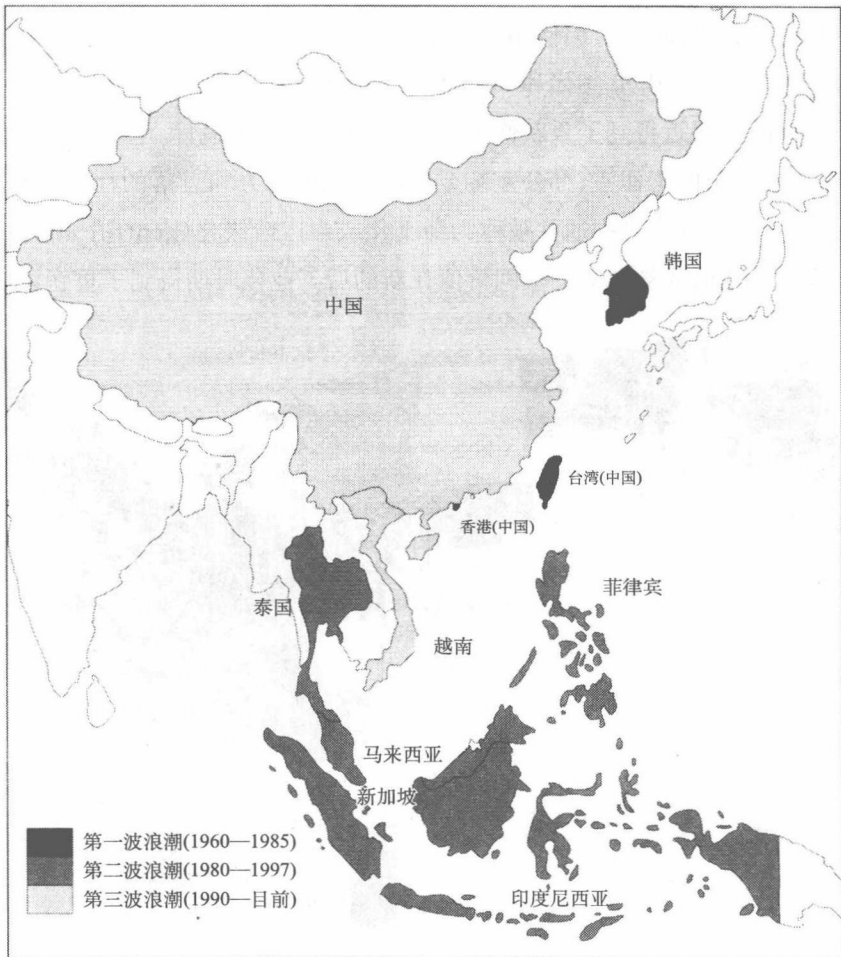 韩国
中国
台湾(中国)
香港(中国)
菲律宾
泰国
越南
马来西亚
新加坡
第一波浪潮(1960—1985)
第二波浪潮(1980—1997)
第三波浪潮(1990—目前)
印度尼西亚